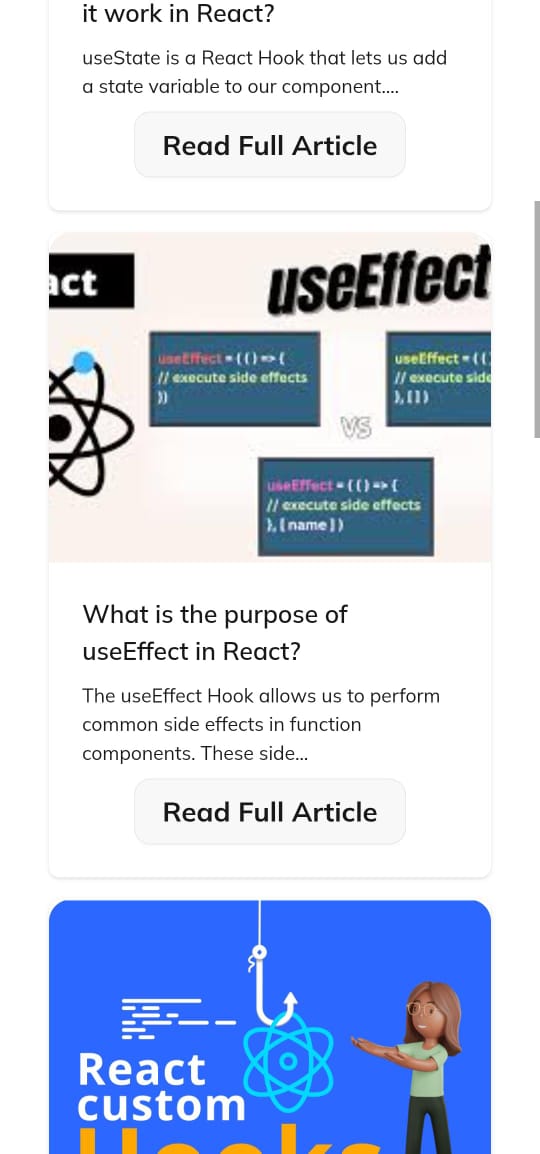 it work in React?
useState is a React Hook that lets us add
a state variable to our component....
Read Full Article
act
useEffect
useEffect = (() => {
// execute side effects
})
useEffect = ((
// execute side
}, [])
VS
useEffect = (() => {
// execute side effects
}, [name])
What is the purpose of
useEffect in React?
The useEffect Hook allows us to perform
common side effects in function
components. These side...
Read Full Article
React
custom
Hooks